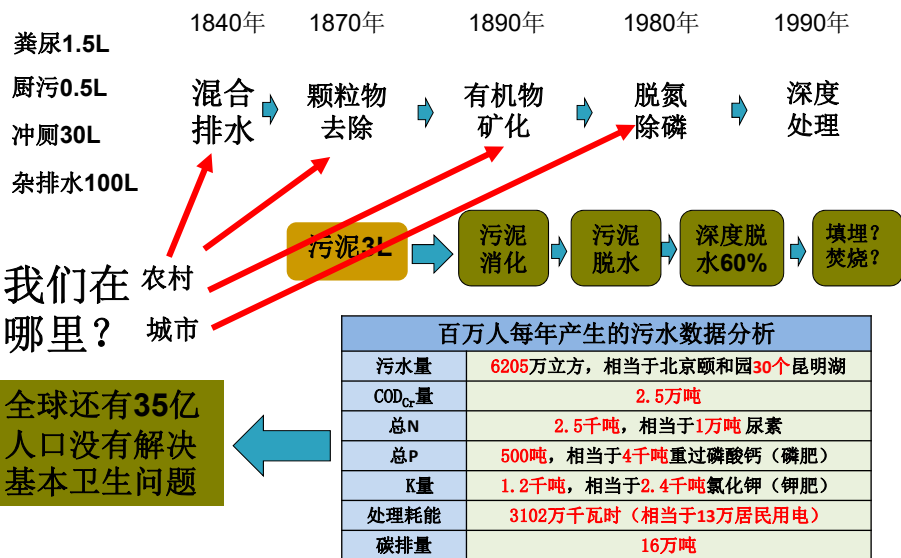 1840年 1870年 1890年 1980年 1990年
粪尿1.5L
厨污0.5L
冲厕30L
杂排水100L
混合
排水
颗粒物
去除
有机物
矿化
脱氮
除磷
深度
处理
污泥3L
污泥
消化
污泥
脱水
深度脱
水60%
填埋？
焚烧？
我们在
哪里？
农村
城市
百万人每年产生的污水数据分析
污水量 6205万立方，相当于北京颐和园30个昆明湖
CODCr量 2.5万吨
总N 2.5千吨，相当于1万吨 尿素
总P 500吨，相当于4千吨重过磷酸钙（磷肥）
K量 1.2千吨，相当于2.4千吨氯化钾（钾肥）
处理耗能 3102万千瓦时（相当于13万居民用电）
碳排量 16万吨
全球还有35亿
人口没有解决
基本卫生问题